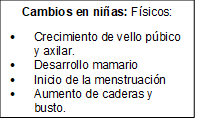 Cambios en niñas: Físicos:
• Crecimiento de vello púbico
y axilar.
• Desarrollo mamario
• Inicio de la menstruación
• Aumento de caderas y
busto.